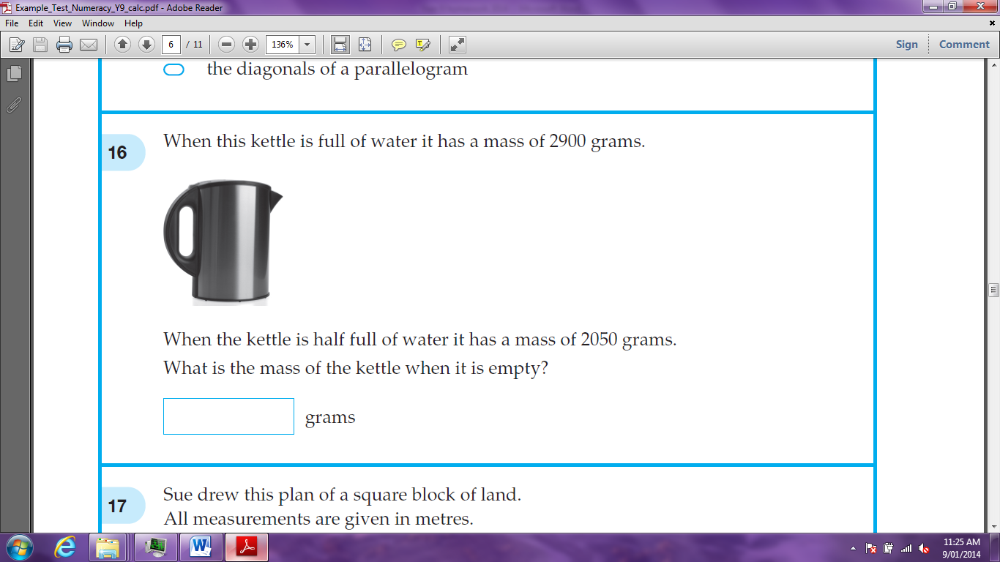 Example_Test_Numeracy_Y9_calc.pdf - Adobe Reader
File Edit View Window Help
6 / 11 136% Sign Comment
the diagonals of a parallelogram
16 When this kettle is full of water it has a mass of 2900 grams.
When the kettle is half full of water it has a mass of 2050 grams.
What is the mass of the kettle when it is empty?
grams
17 Sue drew this plan of a square block of land.
All measurements are given in metres.
11:25 AM
9/01/2014